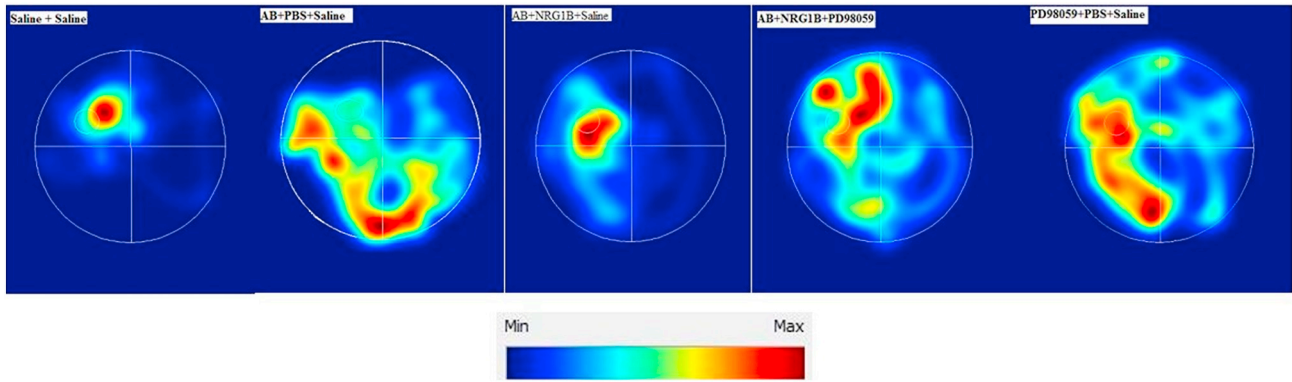 Saline + Saline
AB+PBS+Saline
AB+NRG1B+Saline
AB+NRG1B+PD98059
PD98059+PBS+Saline
Min
Max